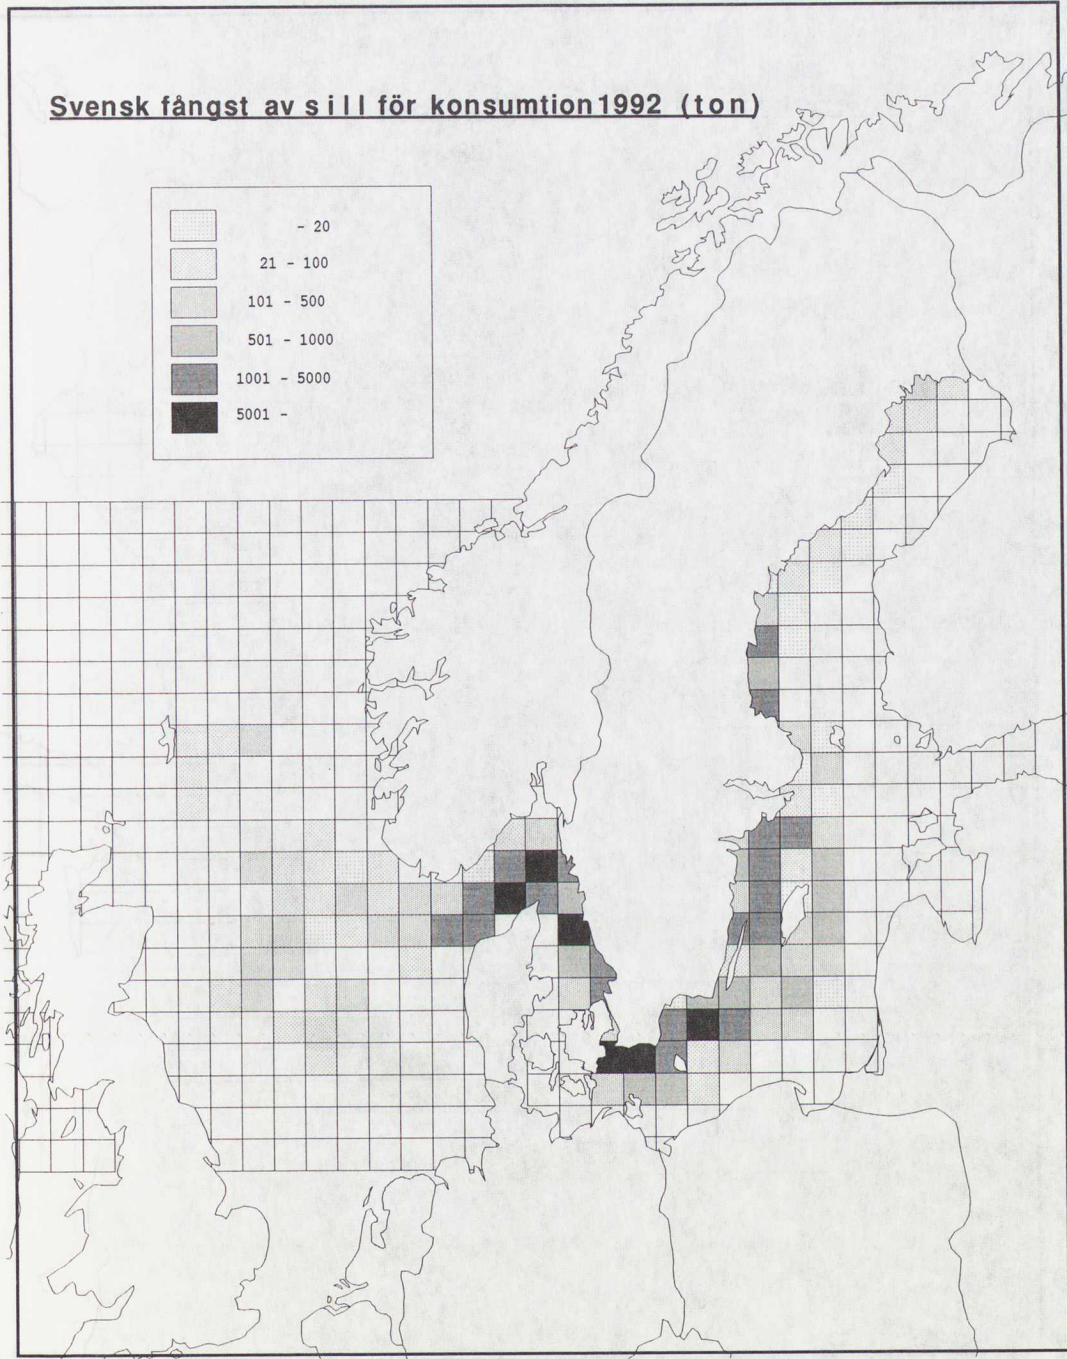 Svensk fångst av sill för konsumtion 1992 (ton)
- 20
21 - 100
101 - 500
501 - 1000
1001 - 5000
5001 -